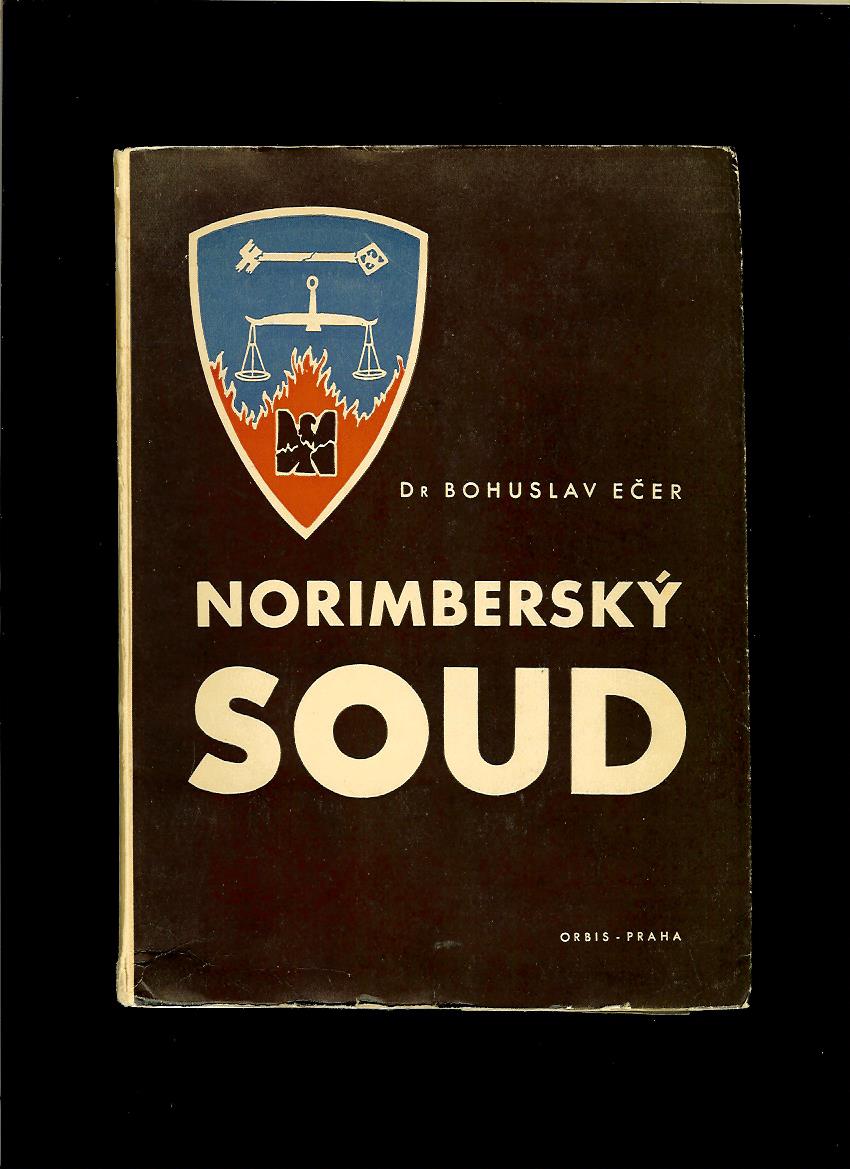 DR BOHUSLAV EČER
NORIMBERSKÝ
SOUD
ORBIS - PRAHA